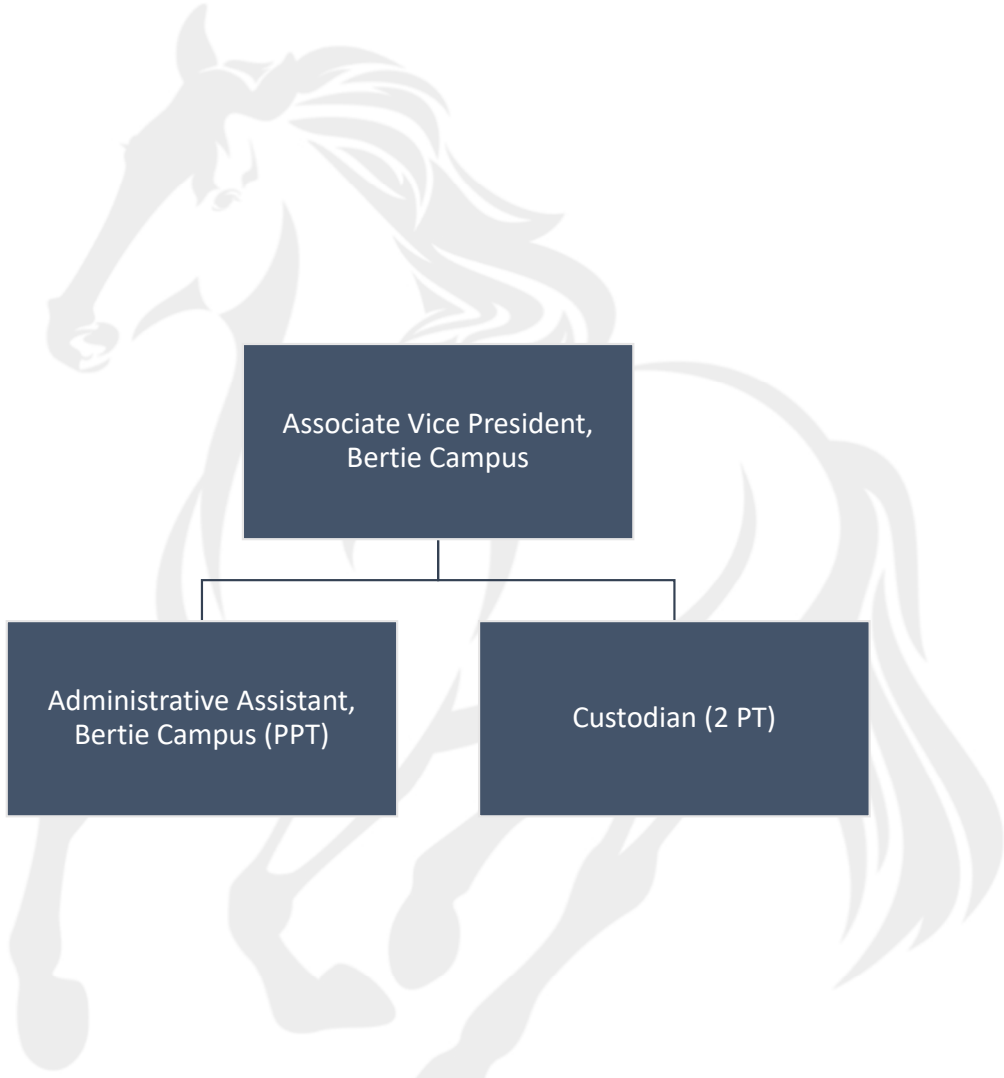 Associate Vice President,
Bertie Campus
Administrative Assistant,
Bertie Campus (PPT)
Custodian (2 PT)